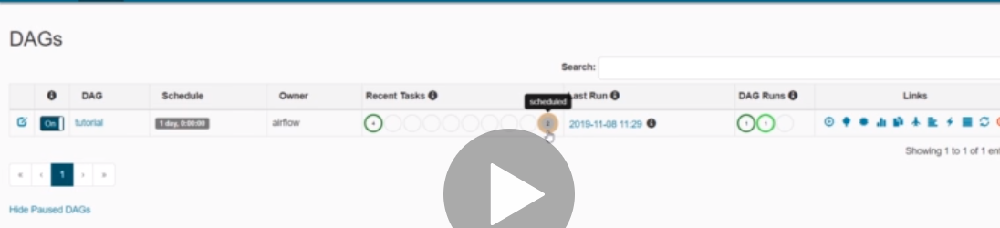 DAGs
Search:
DAG Schedule Owner Recent Tasks Last Run DAG Runs Links
scheduled
On tutorial 1 day, 0:00:00 airflow 4 2019-11-08 11:29 1 1
Showing 1 to 1 of 1
« ‹ 1 › »
Hide Paused DAGs